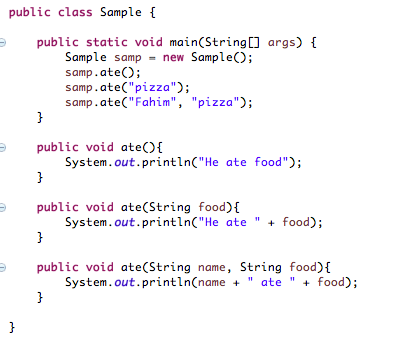 public class Sample {
public static void main(String[] args) {
Sample samp = new Sample();
samp.ate();
samp.ate("pizza");
samp.ate("Fahim", "pizza");
}
public void ate(){
System.out.println("He ate food");
}
public void ate(String food){
System.out.println("He ate " + food);
}
public void ate(String name, String food){
System.out.println(name + " ate " + food);
}
}